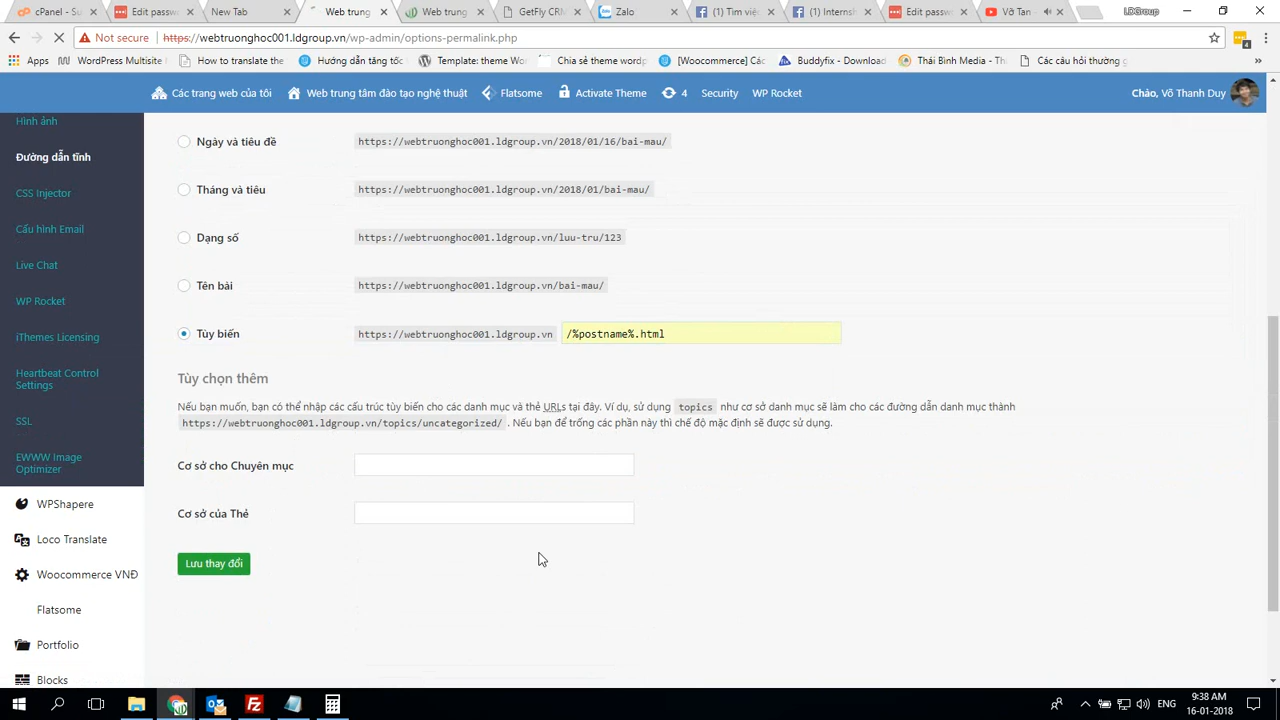 cPanel - Su
Edit passw
New Tab
Web trung
Web trung
GetFly CRM
Zalo
(1) Tìm việc
(1) Internsh
Edit passw
Võ Tan
LDGroup
Not secure
https://webtruonghoc001.ldgroup.vn/wp-admin/options-permalink.php
4
Apps
WordPress Multisite
How to translate the
Hướng dẫn tăng tốc
Template: theme Wo
Chia sẻ theme wordp
[Woocommerce] Các
Buddyfix - Download
Thái Bình Media - Th
Các câu hỏi thường g
Các trang web của tôi
Web trung tâm đào tạo nghệ thuật
Flatsome
Activate Theme
4
Security
WP Rocket
Chào, Võ Thanh Duy
Hình ảnh
Đường dẫn tĩnh
CSS Injector
Cấu hình Email
Live Chat
WP Rocket
iThemes Licensing
Heartbeat Control
Settings
SSL
EWWW Image
Optimizer
WPShapere
Loco Translate
Woocommerce VNĐ
Flatsome
Portfolio
Blocks
Ngày và tiêu đề
https://webtruonghoc001.ldgroup.vn/2018/01/16/bai-mau/
Tháng và tiêu
https://webtruonghoc001.ldgroup.vn/2018/01/bai-mau/
Dạng số
https://webtruonghoc001.ldgroup.vn/luu-tru/123
Tên bài
https://webtruonghoc001.ldgroup.vn/bai-mau/
Tùy biến
https://webtruonghoc001.ldgroup.vn
/%postname%.html
Tùy chọn thêm
Nếu bạn muốn, bạn có thể nhập các cấu trúc tùy biến cho các danh mục và thẻ URLs tại đây. Ví dụ, sử dụng topics như cơ sở danh mục sẽ làm cho các đường dẫn danh mục thành
https://webtruonghoc001.ldgroup.vn/topics/uncategorized/ . Nếu bạn để trống các phần này thì chế độ mặc định sẽ được sử dụng.
Cơ sở cho Chuyên mục
Cơ sở của Thẻ
Lưu thay đổi
ENG
9:38 AM
16-01-2018